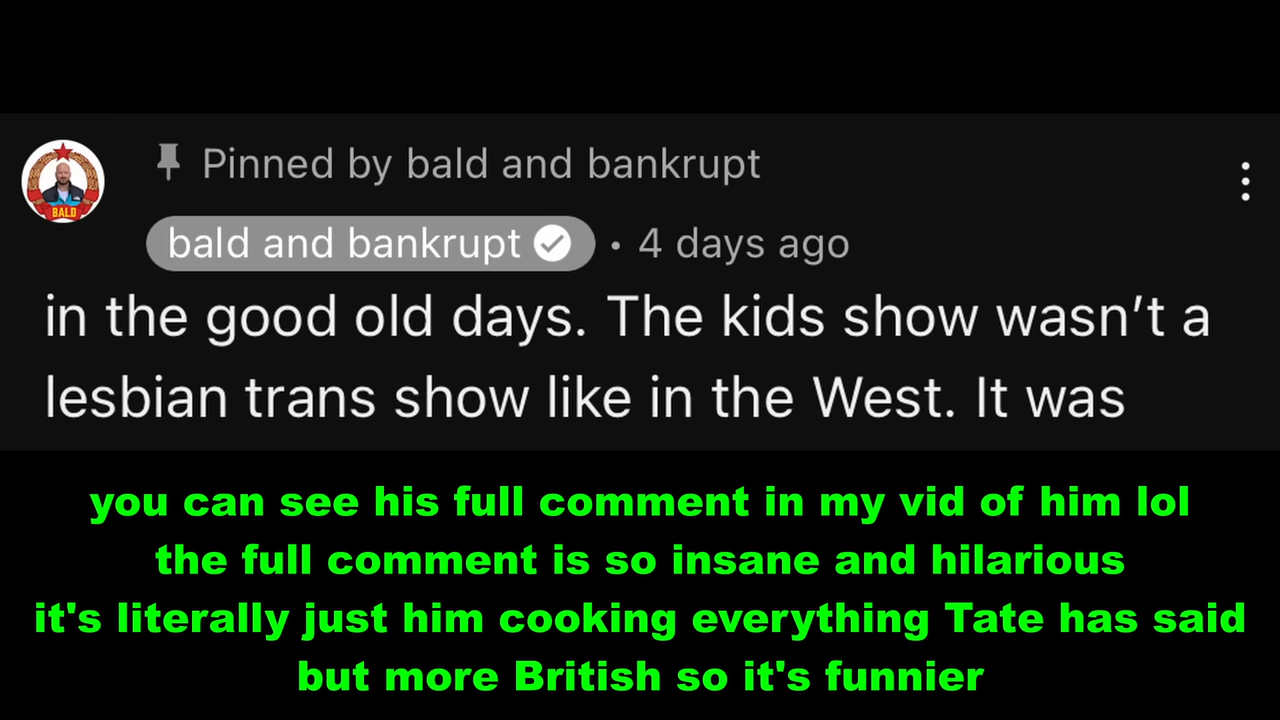 Pinned by bald and bankrupt
BALD
bald and bankrupt • 4 days ago
in the good old days. The kids show wasn’t a
lesbian trans show like in the West. It was
you can see his full comment in my vid of him lol
the full comment is so insane and hilarious
it's literally just him cooking everything Tate has said
but more British so it's funnier